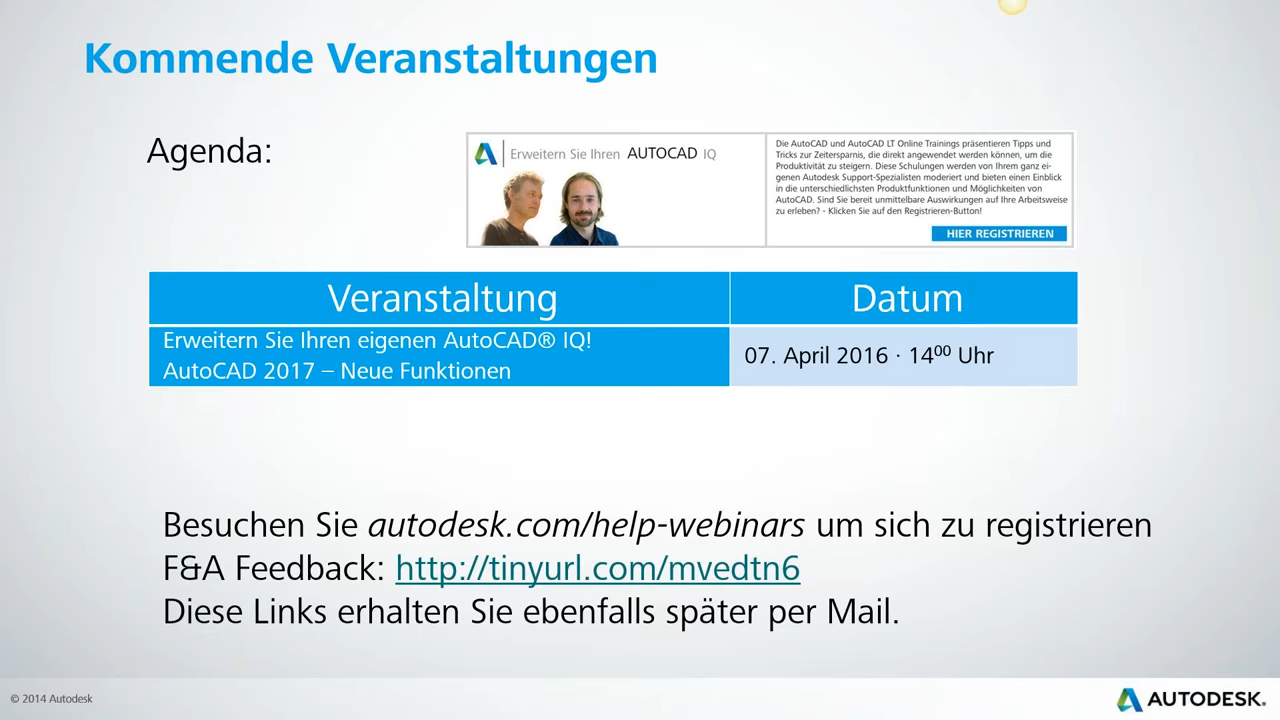 Kommende Veranstaltungen
Agenda:
Erweitern Sie Ihren AUTOCAD IQ
Die AutoCAD und AutoCAD LT Online Trainings präsentieren Tipps und
Tricks zur Zeitersparnis, die direkt angewendet werden können, um die
Produktivität zu steigern. Diese Schulungen werden von Ihrem ganz ei-
genen Autodesk Support-Spezialisten moderiert und bieten einen Einblick
in die unterschiedlichsten Produktfunktionen und Möglichkeiten von
AutoCAD. Sind Sie bereit unmittelbare Auswirkungen auf Ihre Arbeitsweise
zu erleben? - Klicken Sie auf den Registrieren-Button!
HIER REGISTRIEREN
Veranstaltung Datum
Erweitern Sie Ihren eigenen AutoCAD® IQ!
AutoCAD 2017 – Neue Funktionen
07. April 2016 · 14⁰⁰ Uhr
Besuchen Sie autodesk.com/help-webinars um sich zu registrieren
F&A Feedback: http://tinyurl.com/mvedtn6
Diese Links erhalten Sie ebenfalls später per Mail.
© 2014 Autodesk
AUTODESK.